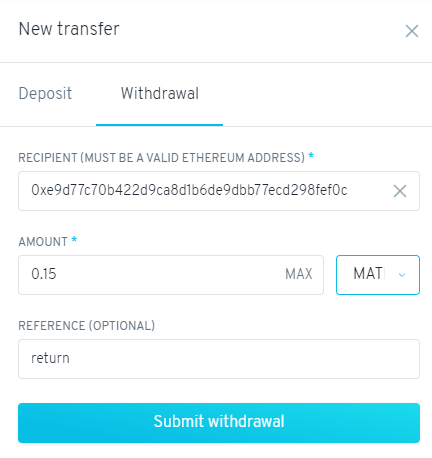 New transfer
Deposit Withdrawal
RECIPIENT (MUST BE A VALID ETHEREUM ADDRESS) *
0xe9d77c70b422d9ca8d1b6de9dbb77ecd298fef0c
AMOUNT *
0.15 MAX MAT
REFERENCE (OPTIONAL)
return
Submit withdrawal